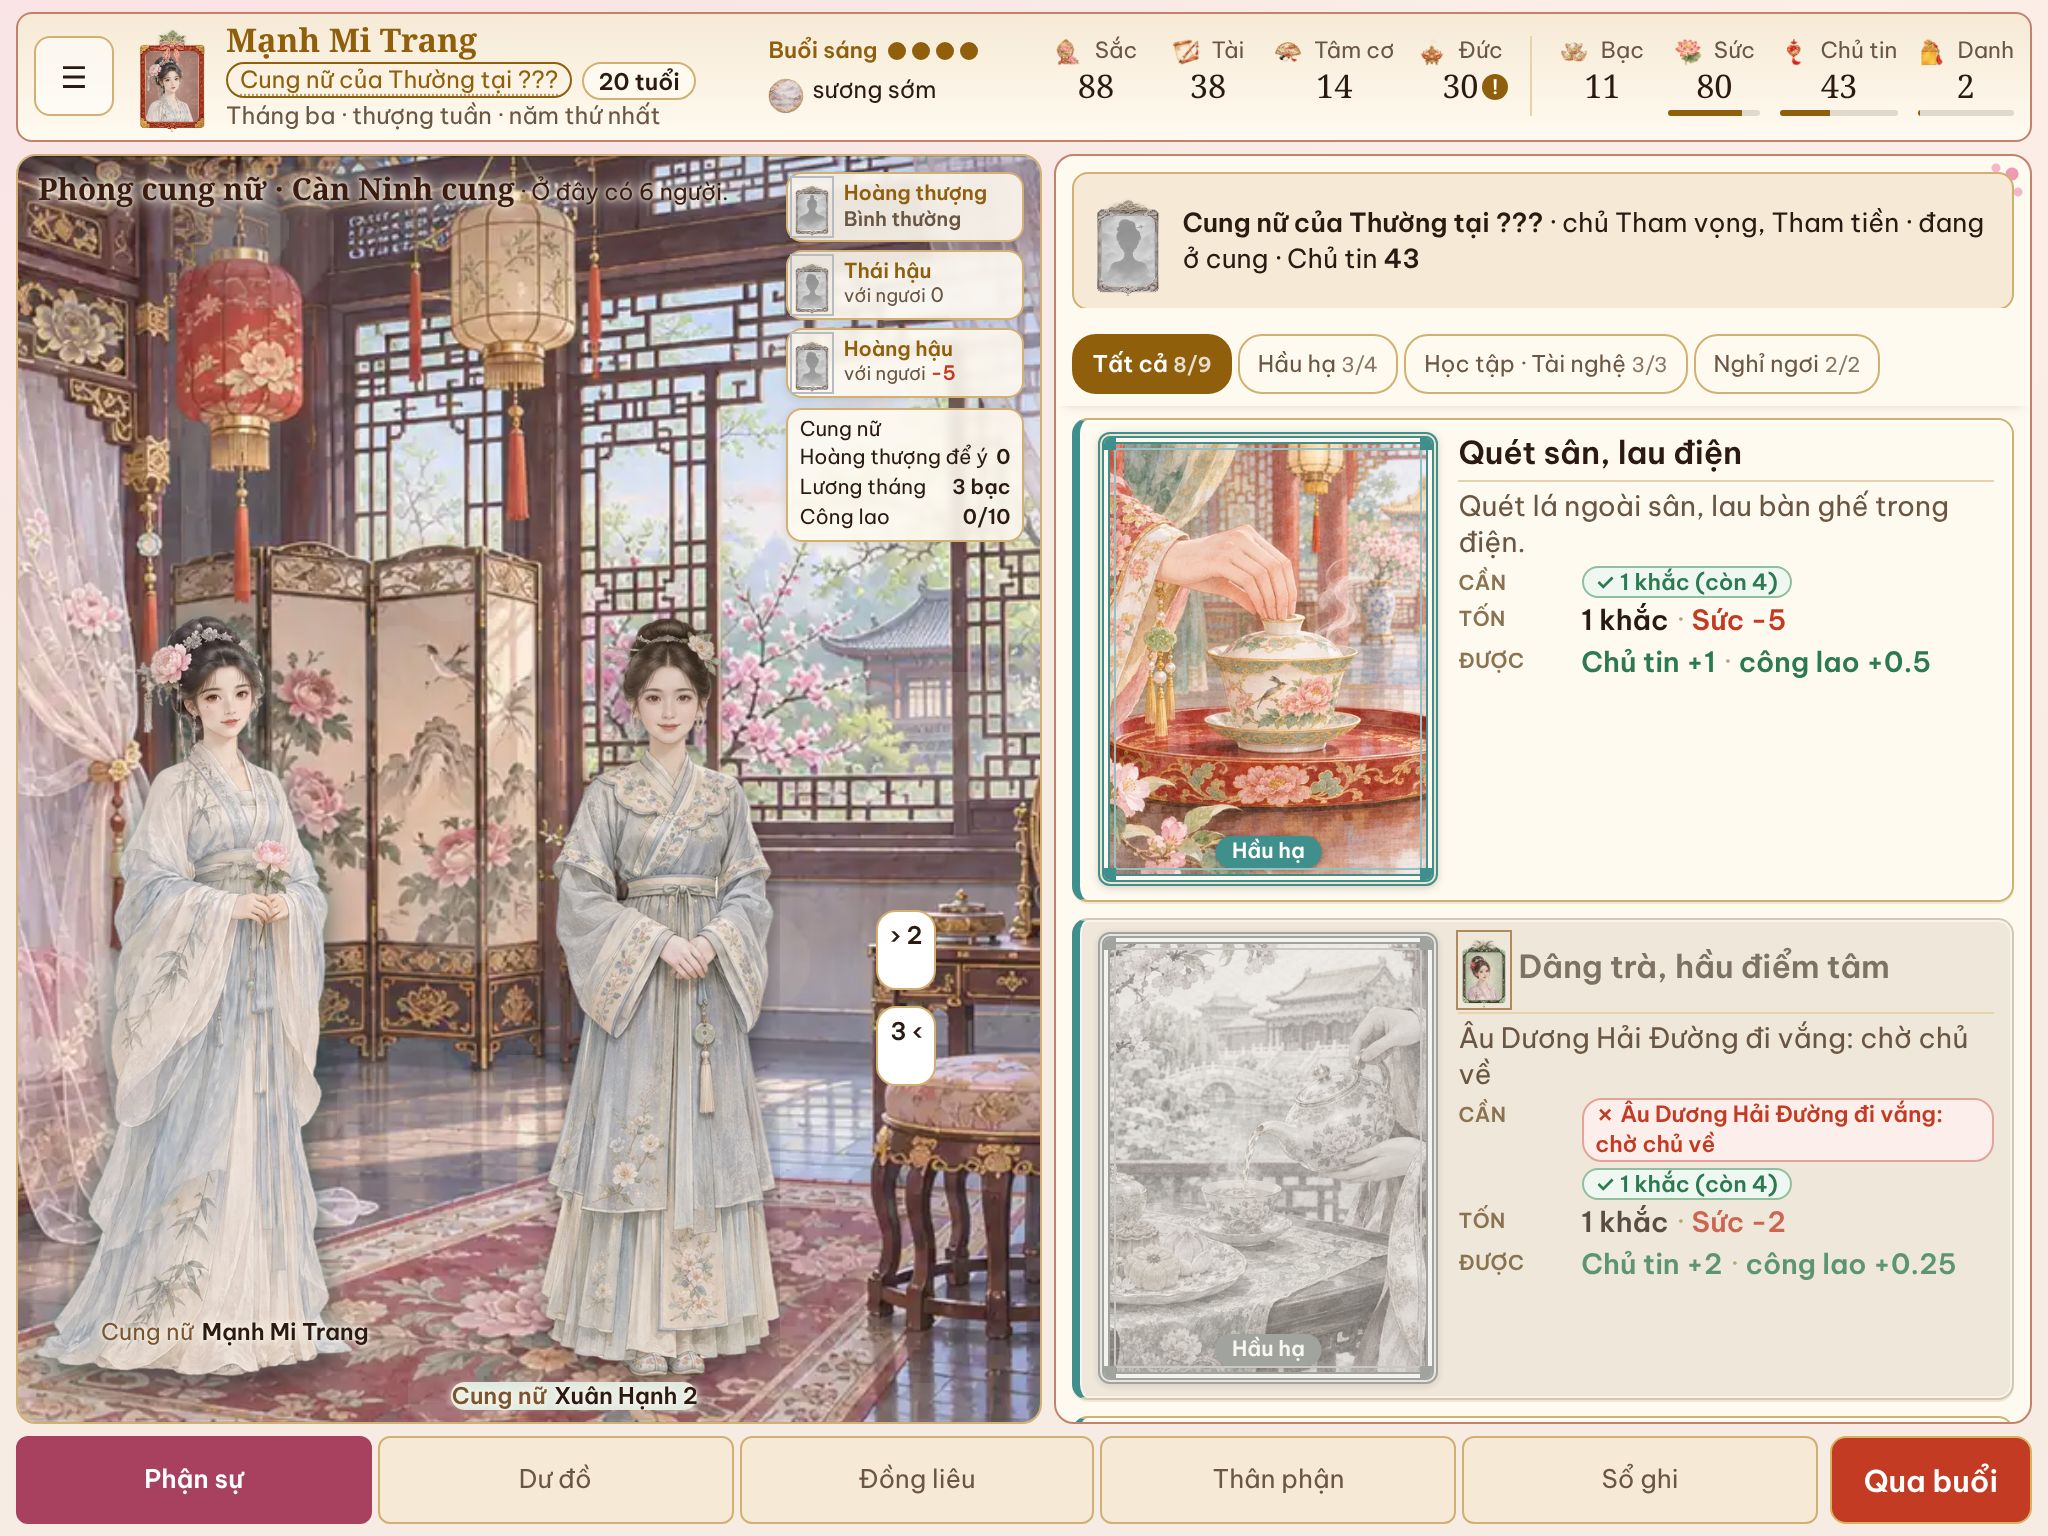 ☰
Mạnh Mi Trang
Cung nữ của Thường tại ???
20 tuổi
Tháng ba · thượng tuần · năm thứ nhất
Buổi sáng
sương sớm
Sắc
88
Tài
38
Tâm cơ
14
Đức
30 !
Bạc
11
Sức
80
Chủ tin
43
Danh
2
Phòng cung nữ · Càn Ninh cung · Ở đây có 6 người.
Hoàng thượng
Bình thường
Thái hậu
với ngươi 0
Hoàng hậu
với ngươi -5
Cung nữ
Hoàng thượng để ý 0
Lương tháng 3 bạc
Công lao 0/10
› 2
3 ‹
Cung nữ Mạnh Mi Trang
Cung nữ Xuân Hạnh 2
Cung nữ của Thường tại ??? · chủ Tham vọng, Tham tiền · đang
ở cung · Chủ tin 43
Tất cả 8/9
Hầu hạ 3/4
Học tập · Tài nghệ 3/3
Nghỉ ngơi 2/2
Hầu hạ
Quét sân, lau điện
Quét lá ngoài sân, lau bàn ghế trong
điện.
CẦN ✓ 1 khắc (còn 4)
TỐN 1 khắc · Sức -5
ĐƯỢC Chủ tin +1 · công lao +0.5
Hầu hạ
Dâng trà, hầu điểm tâm
Âu Dương Hải Đường đi vắng: chờ chủ
về
CẦN × Âu Dương Hải Đường đi vắng:
chờ chủ về
✓ 1 khắc (còn 4)
TỐN 1 khắc · Sức -2
ĐƯỢC Chủ tin +2 · công lao +0.25
Phận sự
Dư đồ
Đồng liêu
Thân phận
Sổ ghi
Qua buổi